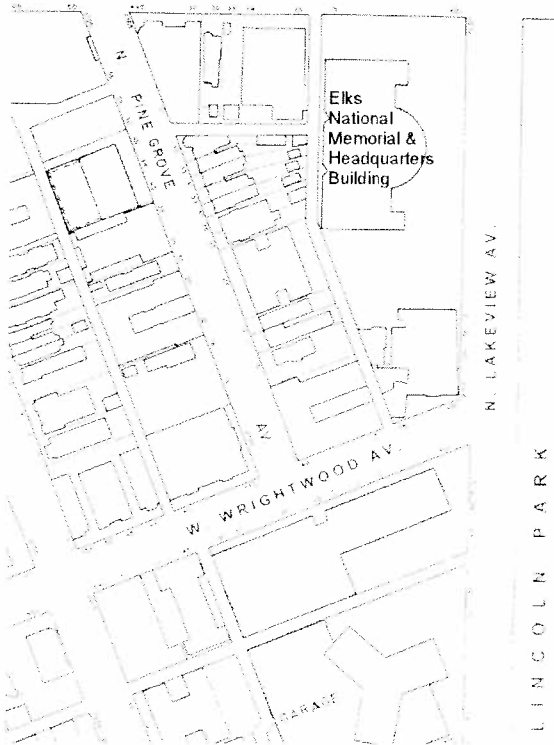 N
PINE GROVE
AV
Elks
National
Memorial &
Headquarters
Building
N. LAKEVIEW AV.
W WRIGHTWOOD AV.
LINCOLN PARK
GARAGE